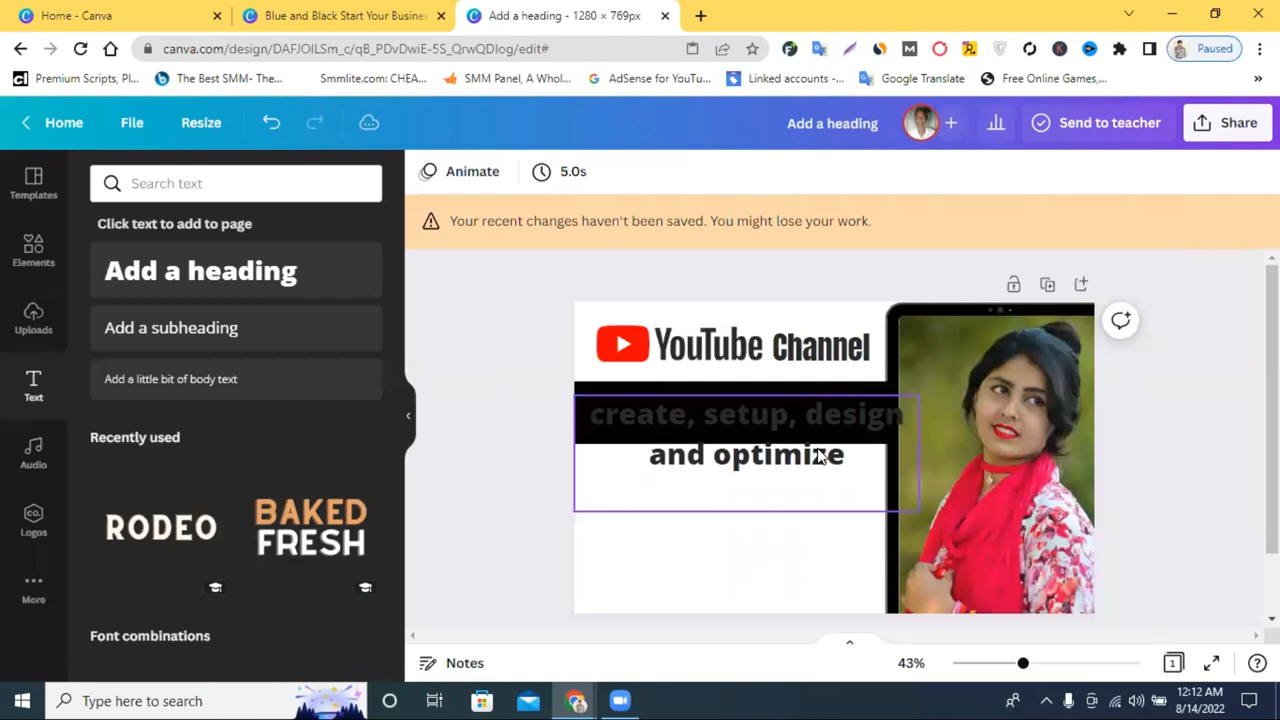 Home - Canva
Blue and Black Start Your Busines
Add a heading - 1280 × 769px
canva.com/design/DAFJOILSm_c/qB_PDvDwiE-5S_QrwQDlog/edit#
Paused
Premium Scripts, Pl...
The Best SMM- The...
Smmlite.com: CHEA...
SMM Panel, A Whol...
AdSense for YouTu...
Linked accounts -...
Google Translate
Free Online Games,...
Home
File
Resize
Add a heading
Send to teacher
Share
Templates
Elements
Uploads
Text
Audio
Logos
More
Search text
Click text to add to page
Add a heading
Add a subheading
Add a little bit of body text
Recently used
RODEO
BAKED
FRESH
Font combinations
Animate
5.0s
Your recent changes haven't been saved. You might lose your work.
YouTube Channel
create, setup, design
and optimize
Notes
43%
1
Type here to search
12:12 AM
8/14/2022